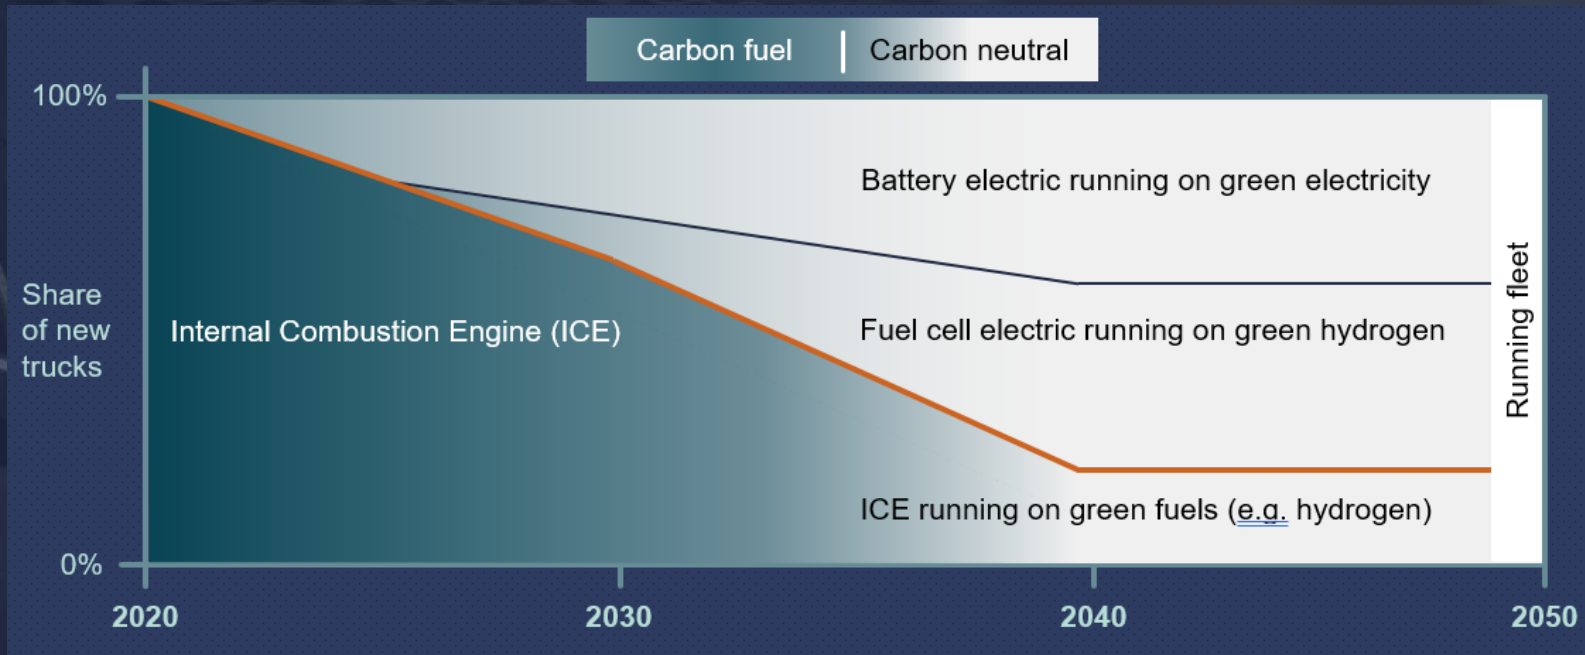 Carbon fuel
Carbon neutral
100%
Battery electric running on green electricity
Share
of new
trucks
Internal Combustion Engine (ICE)
Fuel cell electric running on green hydrogen
Running fleet
ICE running on green fuels (e.g. hydrogen)
0%
2020
2030
2040
2050